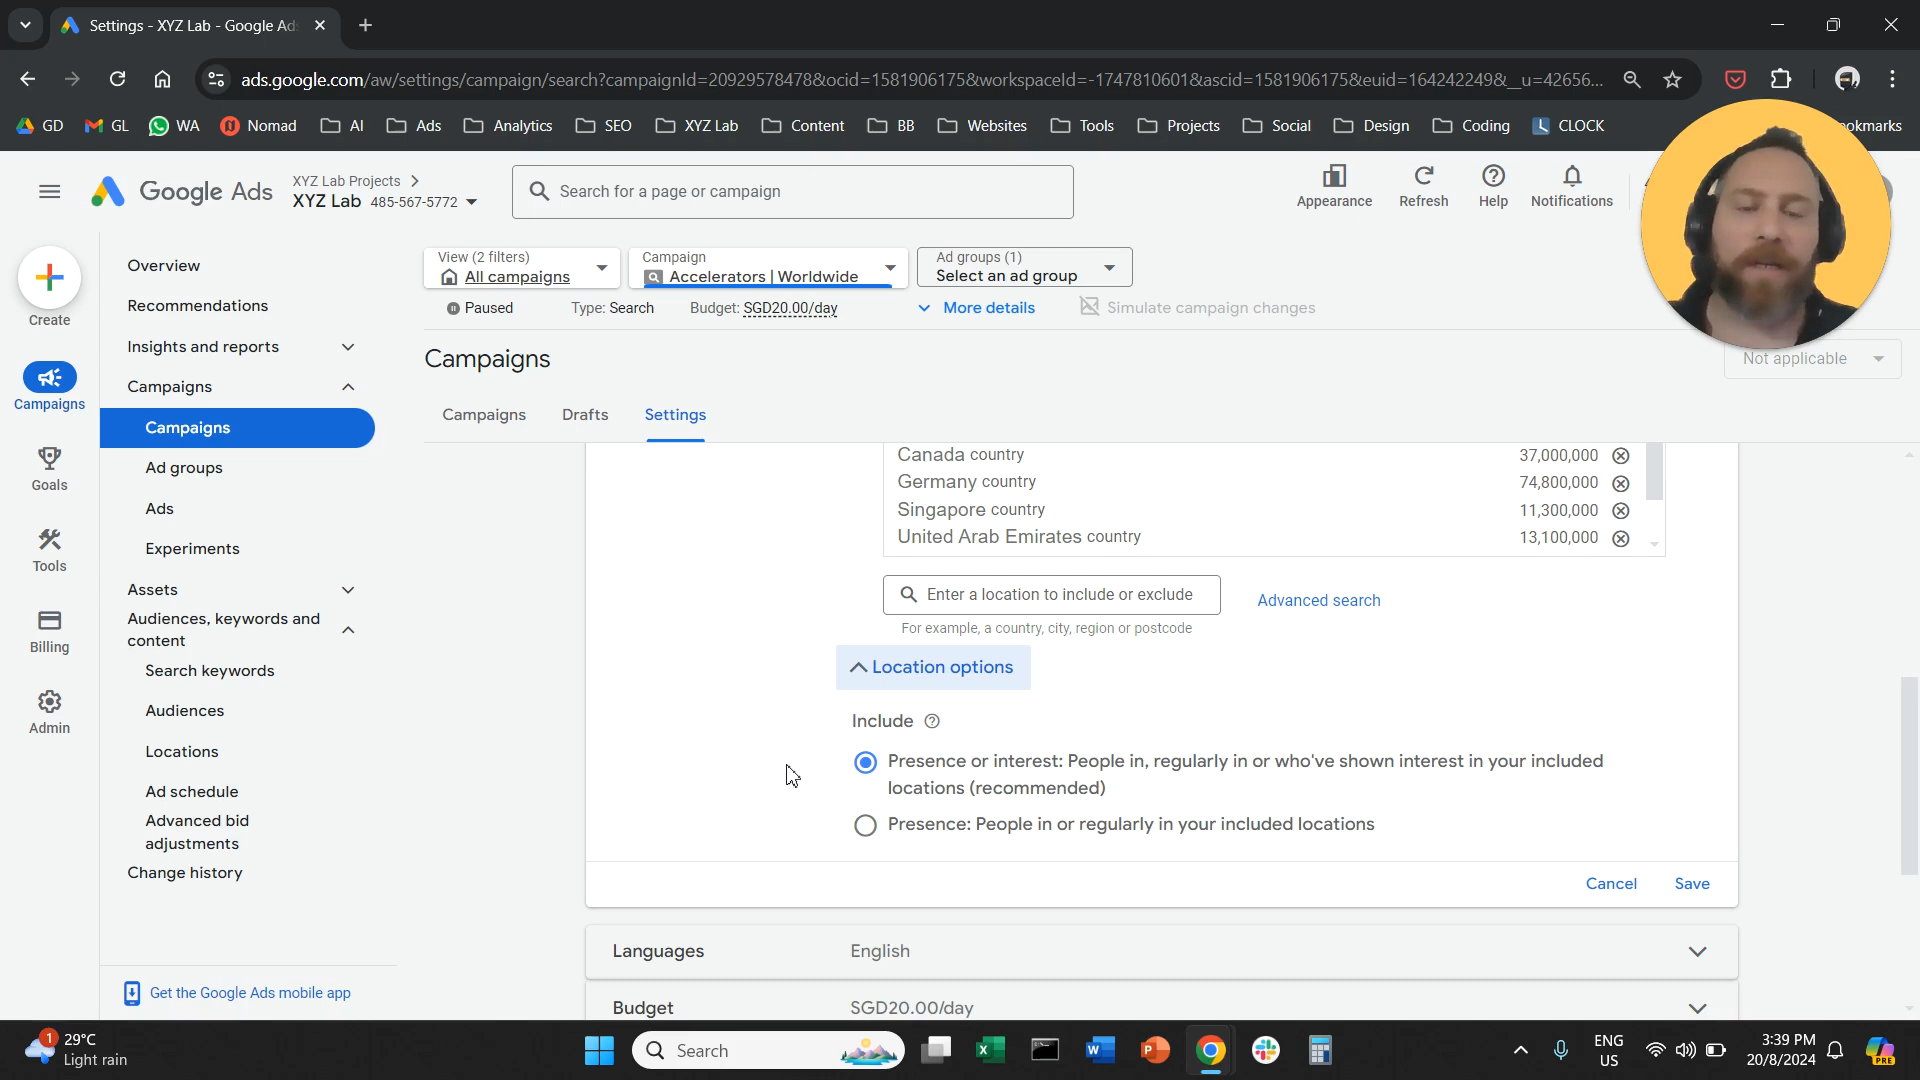 Settings - XYZ Lab - Google Ads
ads.google.com/aw/settings/campaign/search?campaignId=20929578478&ocid=1581906175&workspaceId=-1747810601&ascid=1581906175&euid=164242249&__u=42656...
GD GL WA Nomad AI Ads Analytics SEO XYZ Lab Content BB Websites Tools Projects Social Design Coding CLOCK okmarks
Google Ads
XYZ Lab Projects
XYZ Lab 485-567-5772
Search for a page or campaign
Appearance
Refresh
Help
Notifications
Create
Campaigns
Goals
Tools
Billing
Admin
Overview
Recommendations
Insights and reports
Campaigns
Campaigns
Ad groups
Ads
Experiments
Assets
Audiences, keywords and
content
Search keywords
Audiences
Locations
Ad schedule
Advanced bid
adjustments
Change history
Get the Google Ads mobile app
View (2 filters)
All campaigns
Campaign
Accelerators | Worldwide
Ad groups (1)
Select an ad group
Paused Type: Search Budget: SGD20.00/day More details Simulate campaign changes
Campaigns
Not applicable
Campaigns Drafts Settings
Canada country 37,000,000
Germany country 74,800,000
Singapore country 11,300,000
United Arab Emirates country 13,100,000
Enter a location to include or exclude
Advanced search
For example, a country, city, region or postcode
Location options
Include
Presence or interest: People in, regularly in or who've shown interest in your included
locations (recommended)
Presence: People in or regularly in your included locations
Cancel Save
Languages English
Budget SGD20.00/day
1
29°C
Light rain
Search
ENG
US
3:39 PM
20/8/2024
PRE